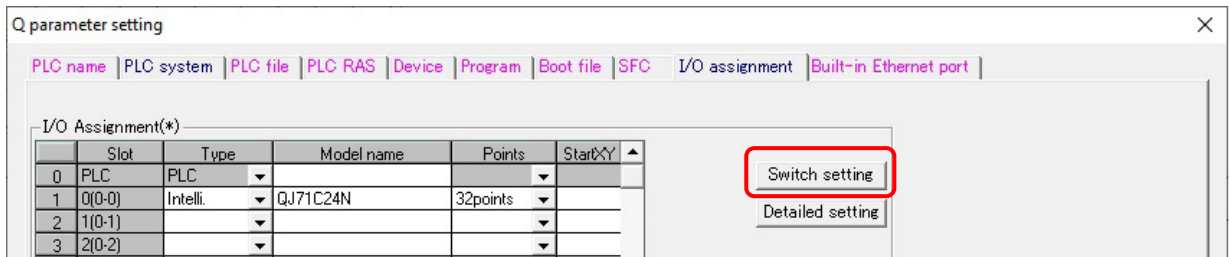 Q parameter setting
PLC name PLC system PLC file PLC RAS Device Program Boot file SFC I/O assignment Built-in Ethernet port
I/O Assignment(*)
Slot Type Model name Points StartXY
0 PLC PLC
1 0(0-0) Intelli. QJ71C24N 32points
2 1(0-1)
3 2(0-2)
Switch setting
Detailed setting